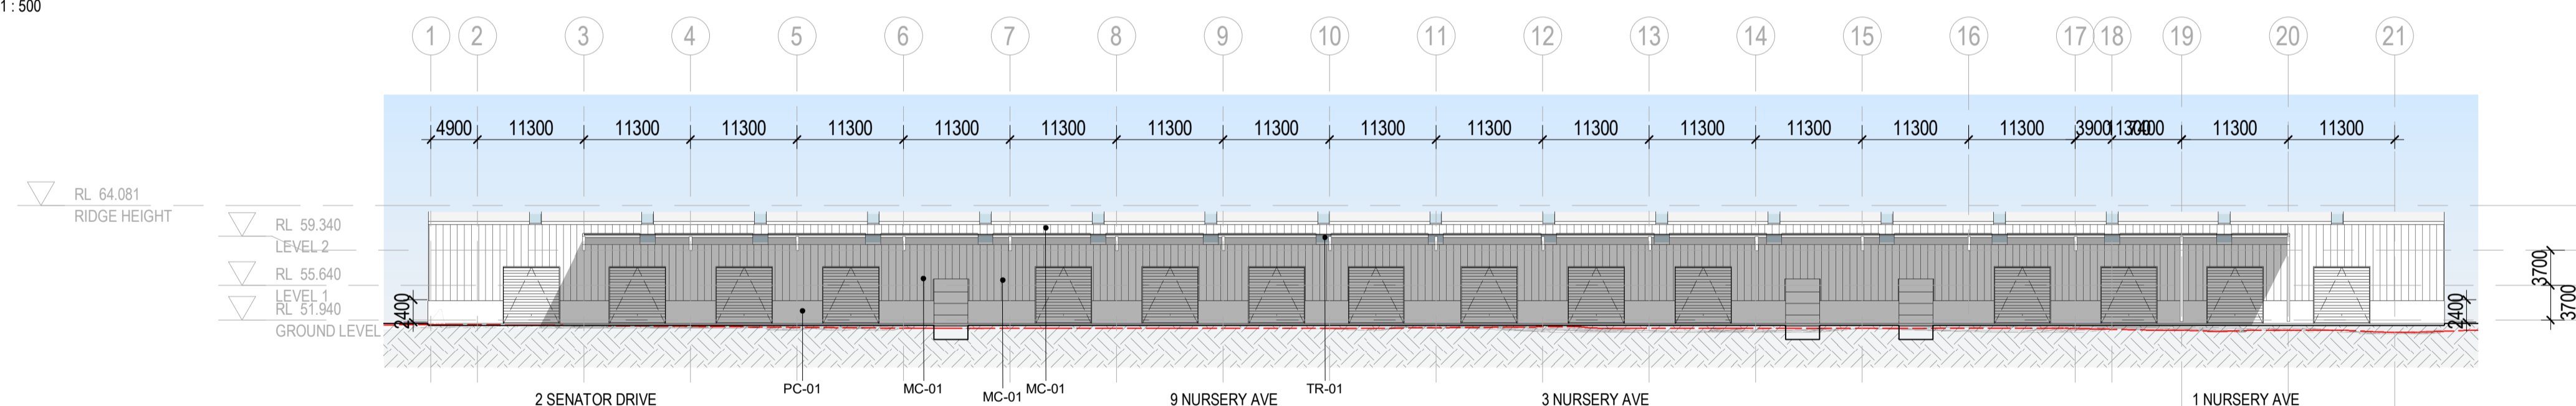 1 : 500
1 2 3 4 5 6 7 8 9 10 11 12 13 14 15 16 17 18 19 20 21
4900 11300 11300 11300 11300 11300 11300 11300 11300 11300 11300 11300 11300 11300 11300 11300 3900 11300 7400 11300 11300
RL 64.081
RIDGE HEIGHT
RL 59.340
LEVEL 2
RL 55.640
LEVEL 1
RL 51.940
GROUND LEVEL
2400
2400
3700
3700
PC-01 MC-01 MC-01 MC-01 TR-01
2 SENATOR DRIVE 9 NURSERY AVE 3 NURSERY AVE 1 NURSERY AVE